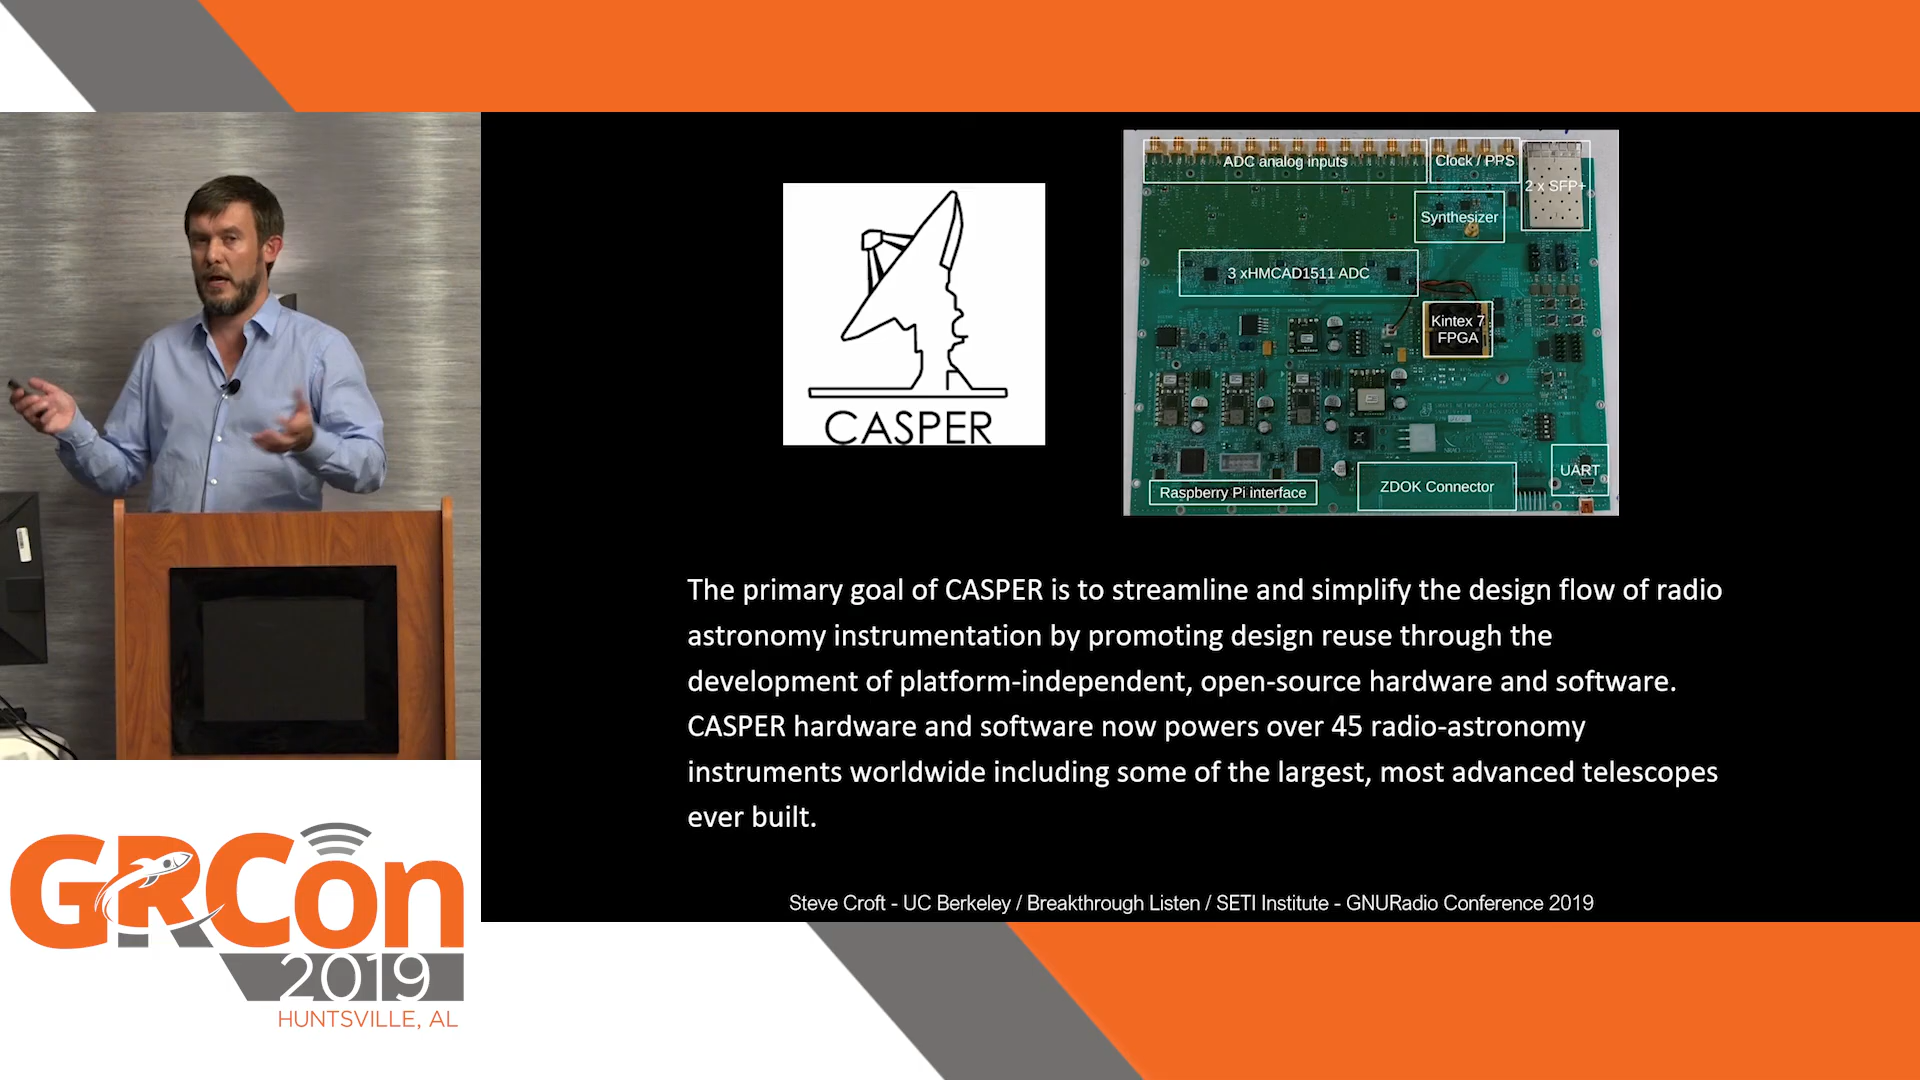 ADC analog inputs
Clock / PPS
2 x SFP+
Synthesizer
3 xHMCAD1511 ADC
Kintex 7
FPGA
UART
ZDOK Connector
Raspberry Pi interface
CASPER
The primary goal of CASPER is to streamline and simplify the design flow of radio
astronomy instrumentation by promoting design reuse through the
development of platform-independent, open-source hardware and software.
CASPER hardware and software now powers over 45 radio-astronomy
instruments worldwide including some of the largest, most advanced telescopes
ever built.
Steve Croft - UC Berkeley / Breakthrough Listen / SETI Institute - GNURadio Conference 2019
GRCon
2019
HUNTSVILLE, AL